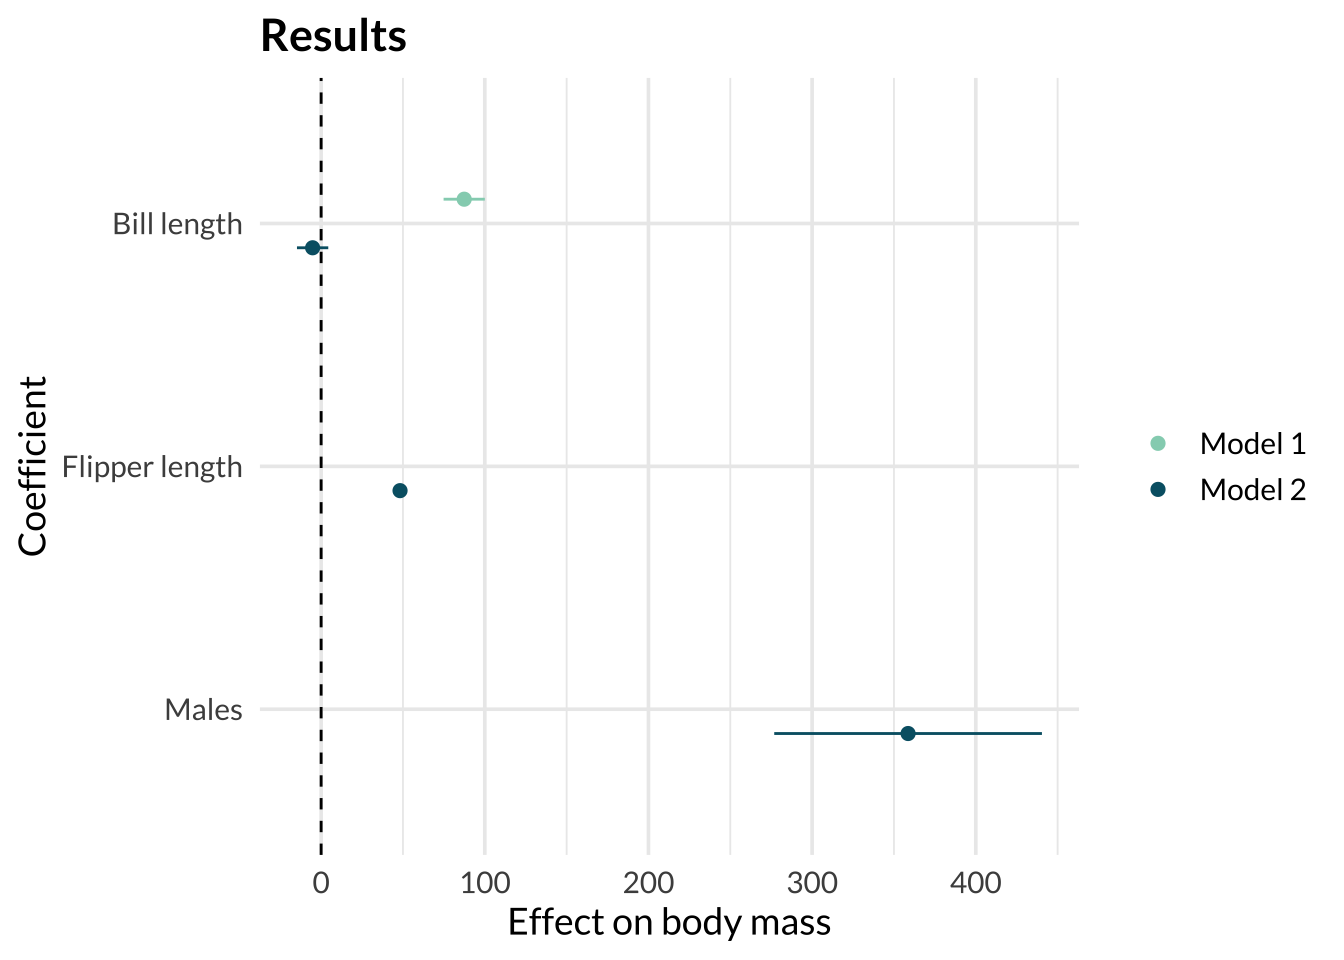 Results
Bill length
Flipper length
Males
Coefficient
0 100 200 300 400
Effect on body mass
Model 1
Model 2